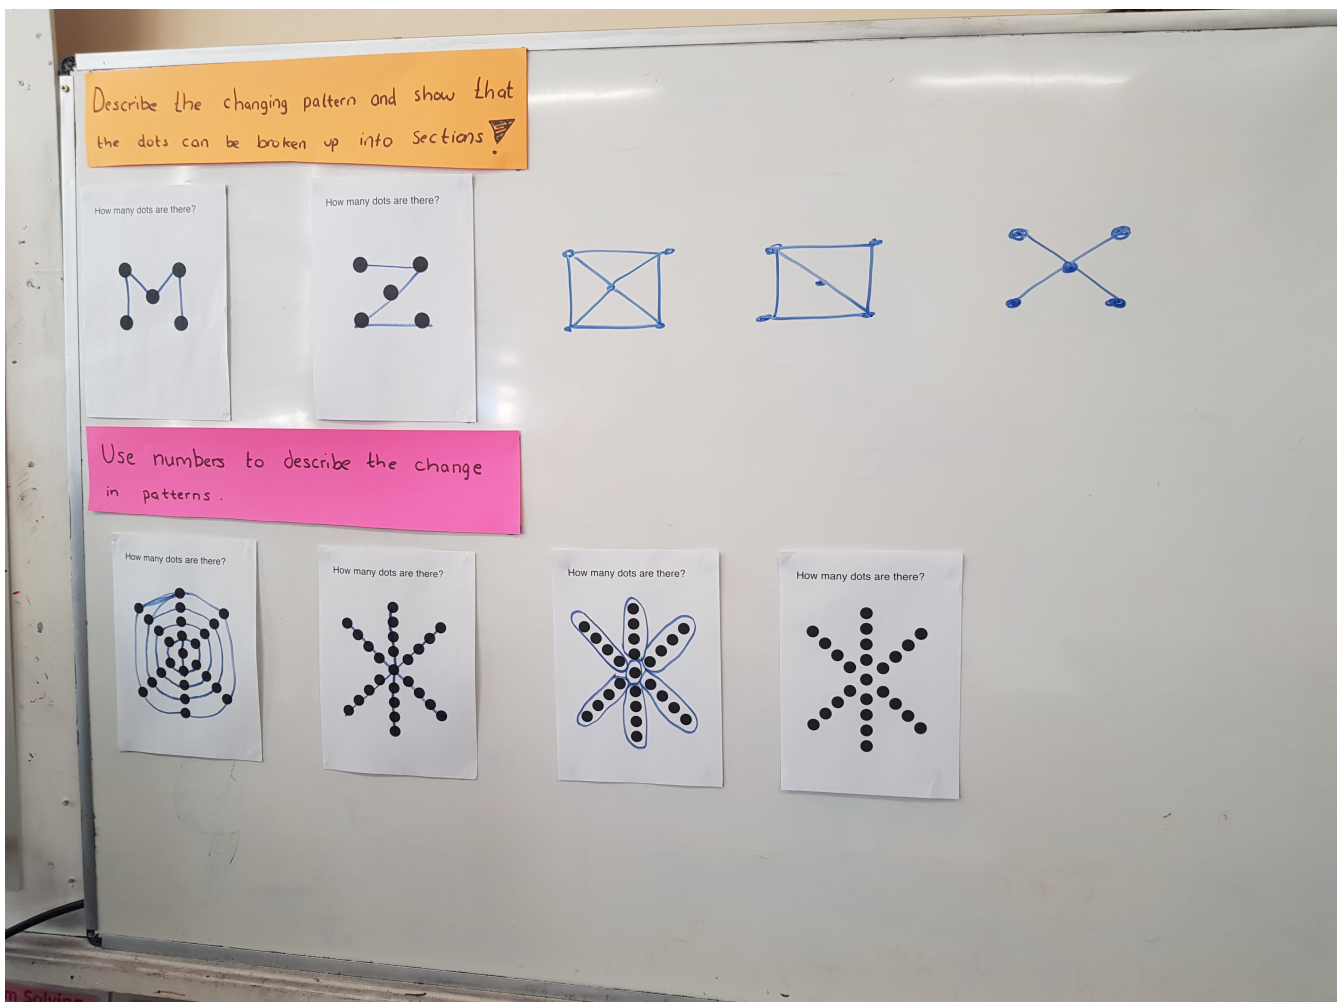 Describe the changing pattern and show that
the dots can be broken up into sections!
How many dots are there?
How many dots are there?
Use numbers to describe the change
in patterns.
How many dots are there?
How many dots are there?
How many dots are there?
How many dots are there?
Solving